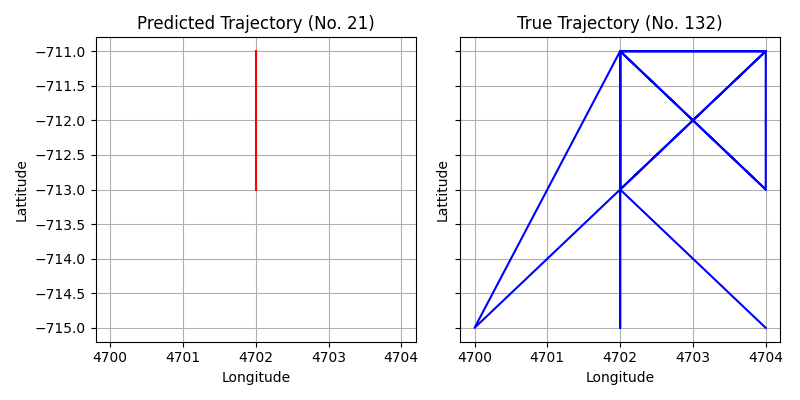 Predicted Trajectory (No. 21)
True Trajectory (No. 132)
Lattitude
−711.0
−711.5
−712.0
−712.5
−713.0
−713.5
−714.0
−714.5
−715.0
4700 4701 4702 4703 4704
Longitude
Lattitude
4700 4701 4702 4703 4704
Longitude